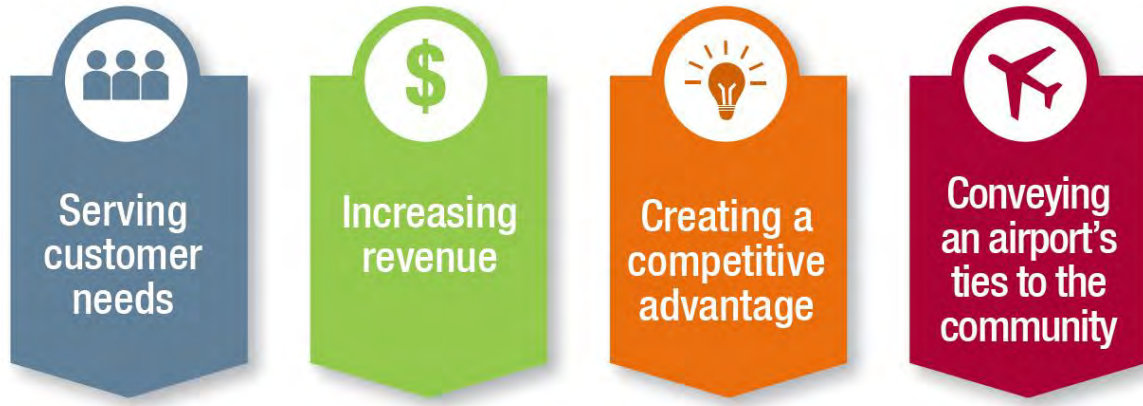 Serving
customer
needs
$
Increasing
revenue
Creating a
competitive
advantage
Conveying
an airport's
ties to the
community